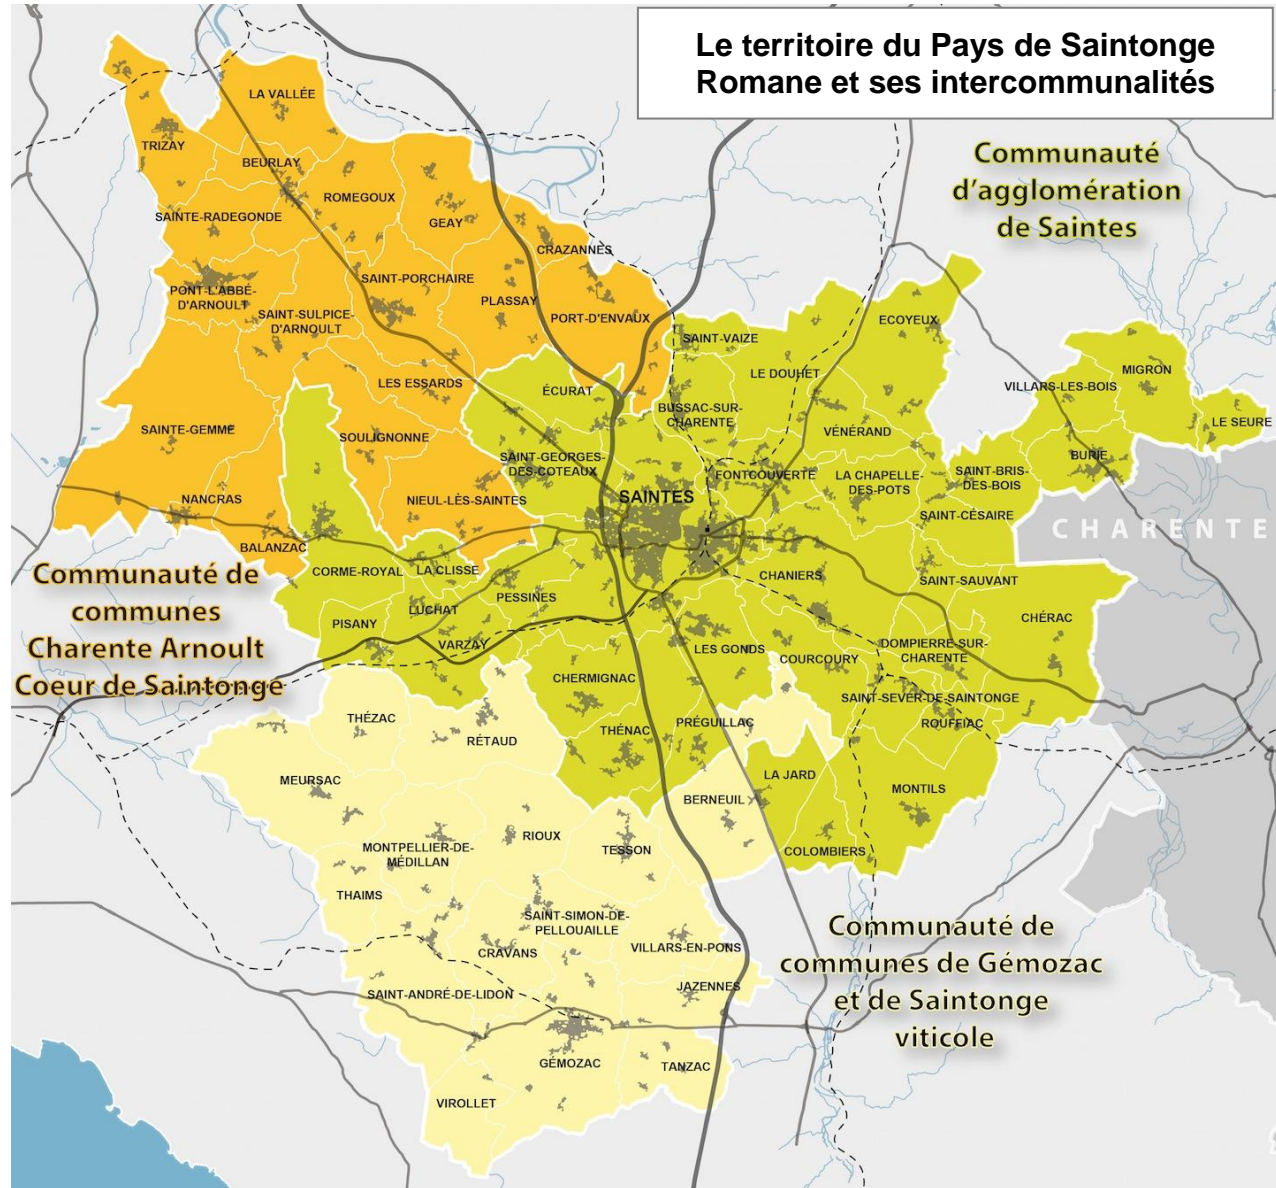 Le territoire du Pays de Saintonge
Romane et ses intercommunalités
Communauté
d'agglomération
de Saintes
LA VALLÉE
TRIZAY
BEURLAY
ROMEGOUX
SAINTE-RADEGONDE
GEAY
CRAZANNES
SAINT-PORCHAIRE
PONT-L'ABBÉ-
D'ARNOULT
PLASSAY
SAINT-SULPICE-
D'ARNOULT
PORT-D'ENVAUX
ECOYEUX
SAINT-VAIZE
LE DOUHET
MIGRON
LES ESSARDS
ÉCURAT
VILLARS-LES-BOIS
BUSSAC-SUR-
CHARENTE
LE SEURE
SAINTE-GEMME
SOULIGNONNE
VÉNÉRAND
SAINT-GEORGES-
DES-COTEAUX
BURIE
FONTCOUVERTE
LA CHAPELLE-
DES-POTS
SAINT-BRIS-
DES-BOIS
NANCRAS
NIEUL-LÈS-SAINTES
SAINTES
SAINT-CÉSAIRE
CHARENTE
BALANZAC
CORME-ROYAL
LA CLISSE
CHANIERS
SAINT-SAUVANT
Communauté de
communes
Charente Arnoult
Coeur de Saintonge
PESSINES
LUCHAT
PISANY
VARZAY
CHÉRAC
LES GONDS
DOMPIERRE-SUR-
CHARENTE
COURCOURY
CHERMIGNAC
SAINT-SEVER-DE-SAINTONGE
THÉZAC
RÉTAUD
THÉNAC
PRÉGUILLAC
ROUFFIAC
MEURSAC
LA JARD
MONTILS
BERNEUIL
RIOUX
MONTPELLIER-DE-
MÉDILLAN
TESSON
COLOMBIERS
THAIMS
SAINT-SIMON-DE-
PELLOUAILLE
CRAVANS
VILLARS-EN-PONS
Communauté de
communes de Gémozac
et de Saintonge
viticole
JAZENNES
SAINT-ANDRÉ-DE-LIDON
GÉMOZAC
TANZAC
VIROLLET